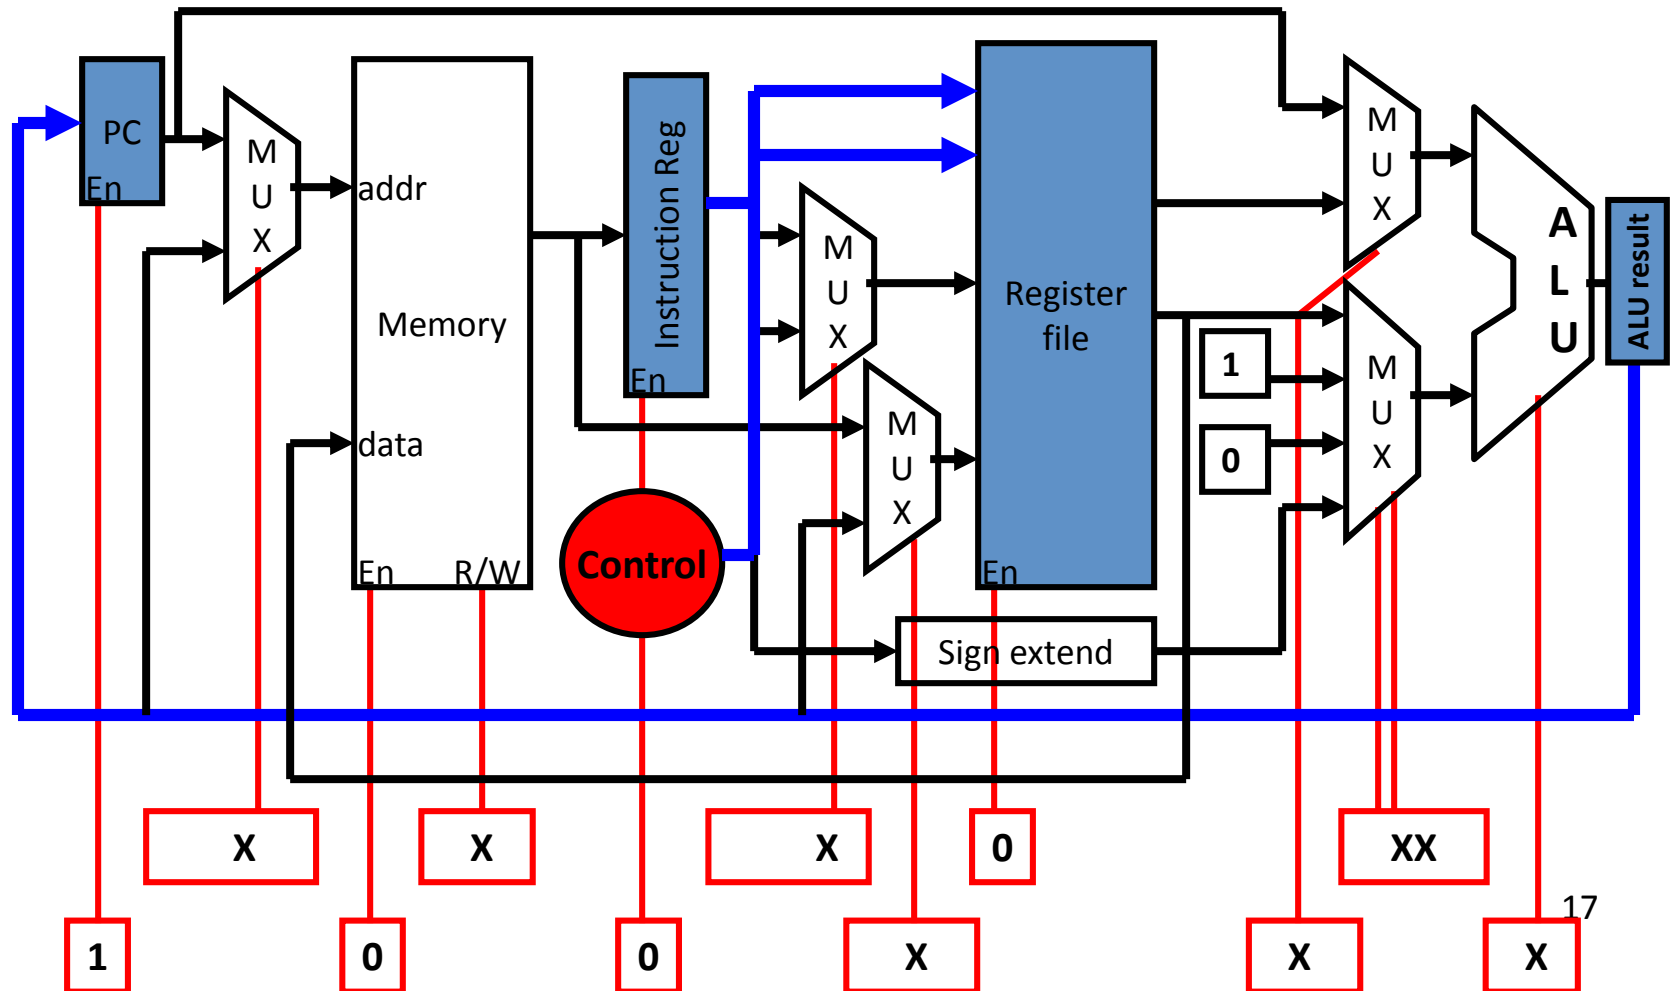 PC
En
M
U
X
addr
Memory
data
En R/W
Instruction Reg
En
Control
M
U
X
M
U
X
Register
file
En
Sign extend
1
0
M
U
X
M
U
X
A
L
U
ALU result
X
X
X
0
XX
17
1
0
0
X
X
X